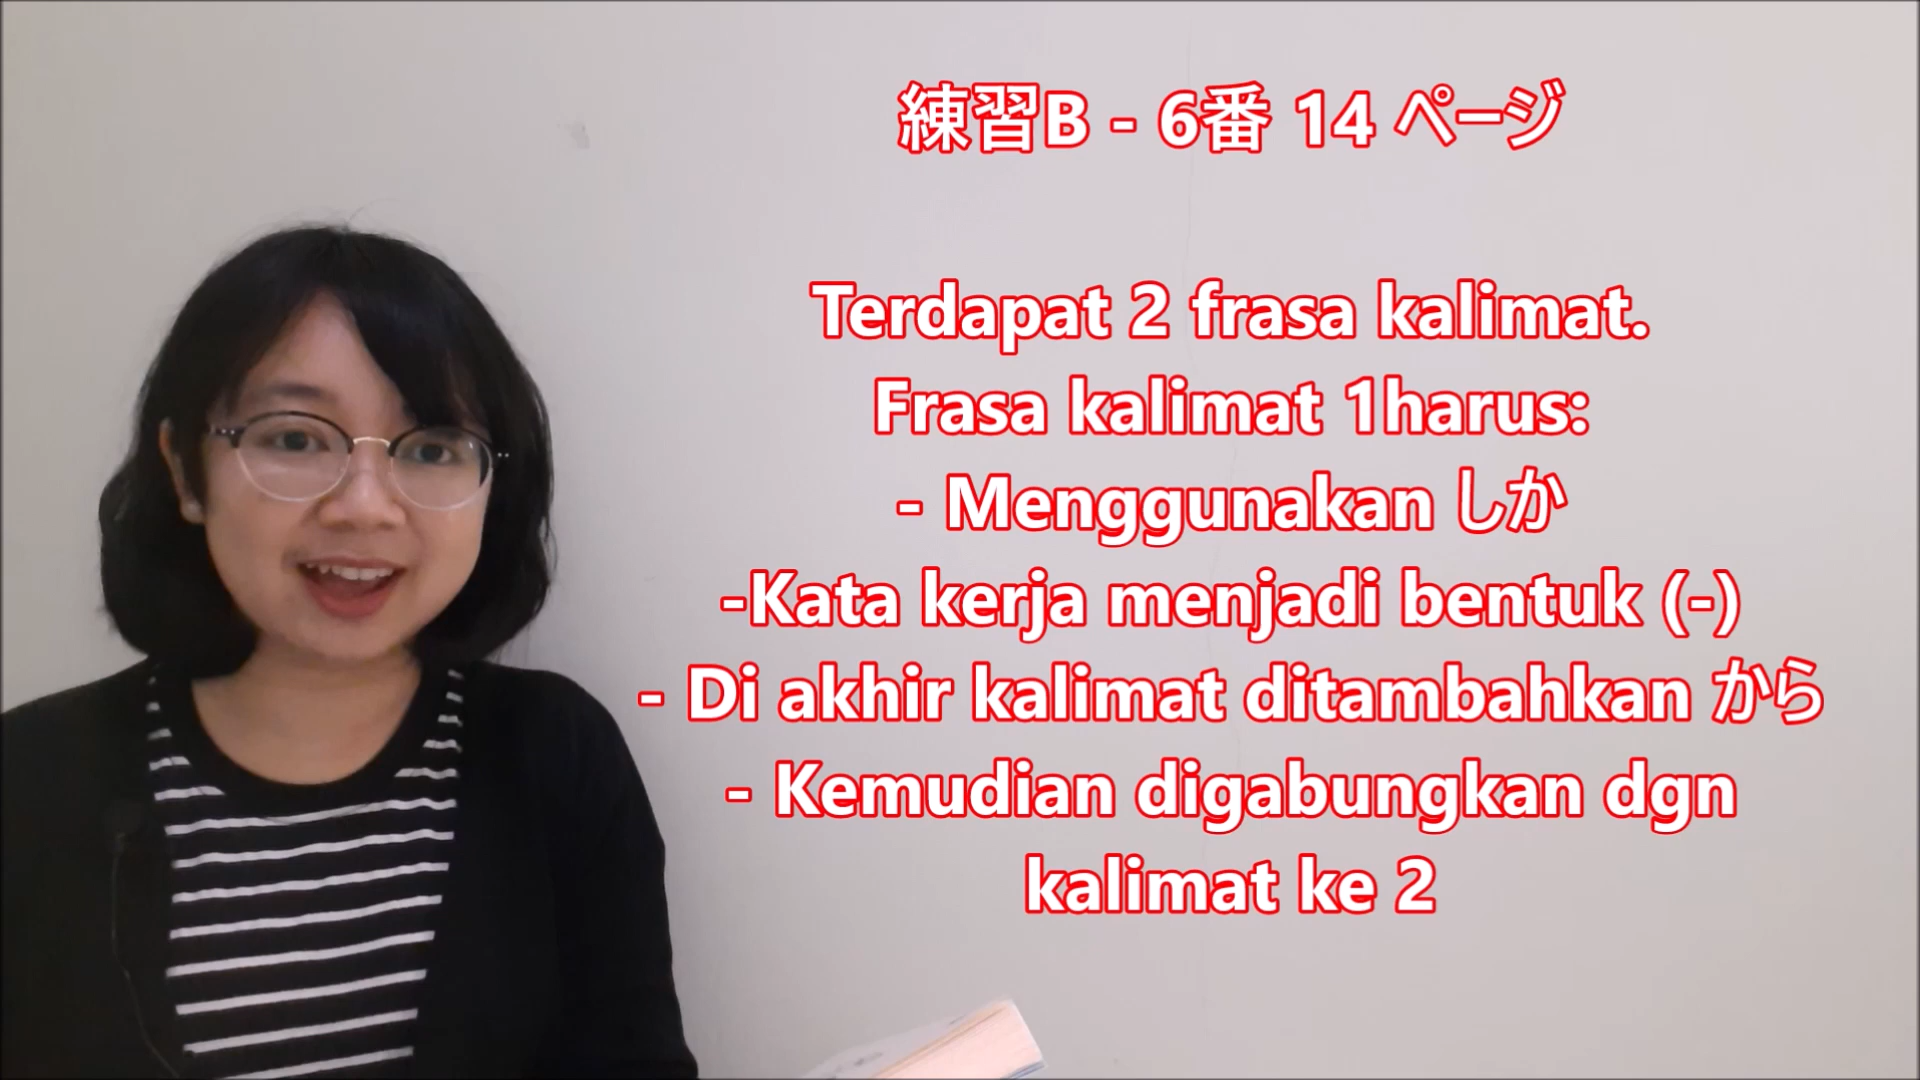 練習B - 6番 14 ページ
Terdapat 2 frasa kalimat.
Frasa kalimat 1harus:
- Menggunakan しか
-Kata kerja menjadi bentuk (-)
- Di akhir kalimat ditambahkan から
- Kemudian digabungkan dgn
kalimat ke 2